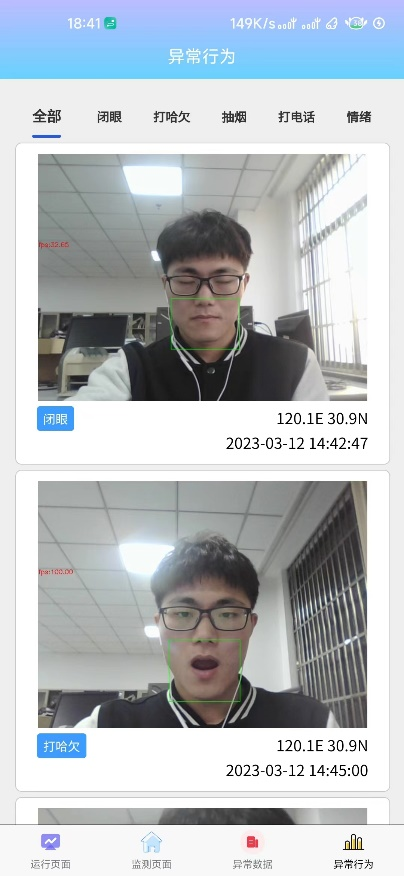 18:41
149K/s
异常行为
全部 闭眼 打哈欠 抽烟 打电话 情绪
闭眼
120.1E 30.9N
2023-03-12 14:42:47
fps:100.00
打哈欠
120.1E 30.9N
2023-03-12 14:45:00
运行页面 监测页面 异常数据 异常行为